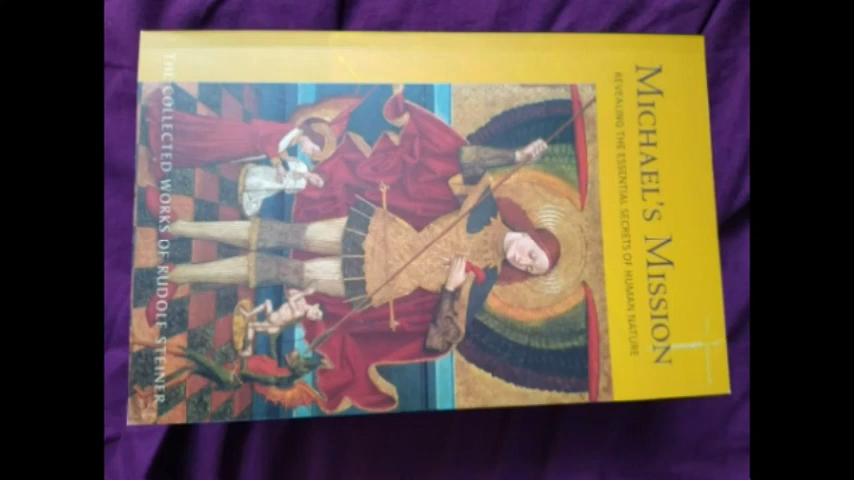 MICHAEL'S MISSION
REVEALING THE ESSENTIAL SECRETS OF HUMAN NATURE
THE COLLECTED WORKS OF RUDOLF STEINER